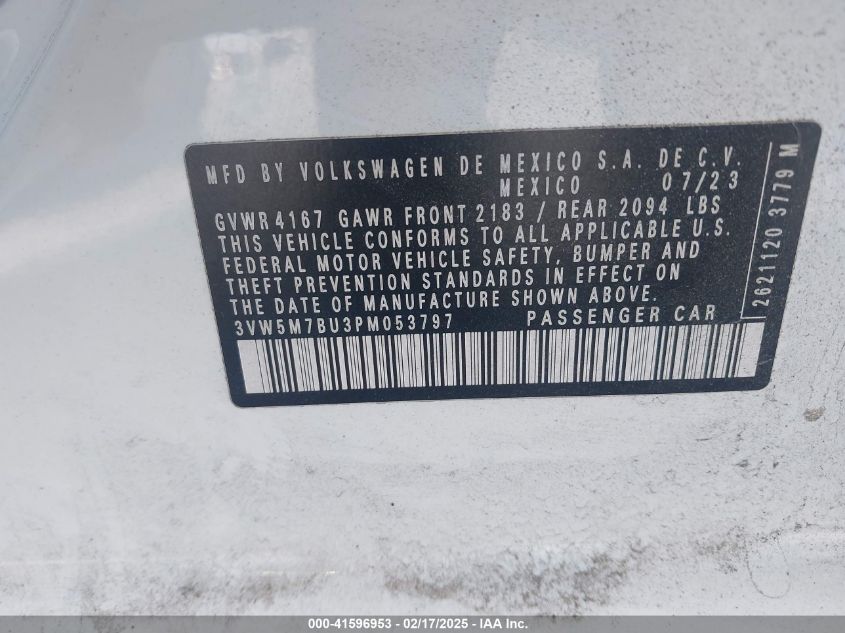 MFD BY VOLKSWAGEN DE MEXICO S.A. DE C.V.
MEXICO 07/23
GVWR 4167 GAWR FRONT 2183 / REAR 2094 LBS
THIS VEHICLE CONFORMS TO ALL APPLICABLE U.S.
FEDERAL MOTOR VEHICLE SAFETY, BUMPER AND
THEFT PREVENTION STANDARDS IN EFFECT ON
THE DATE OF MANUFACTURE SHOWN ABOVE.
3VW5M7BU3PM053797 PASSENGER CAR
2621120 3779 M
000-41596953 - 02/17/2025 - IAA Inc.